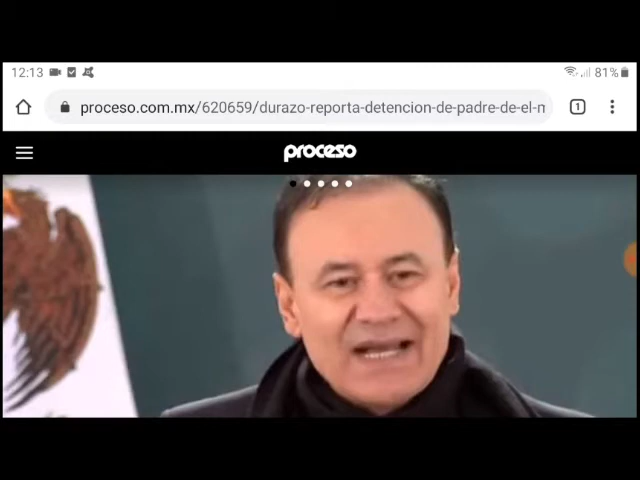 12:13 81%
proceso.com.mx/620659/durazo-reporta-detencion-de-padre-de-el-m
1
proceso